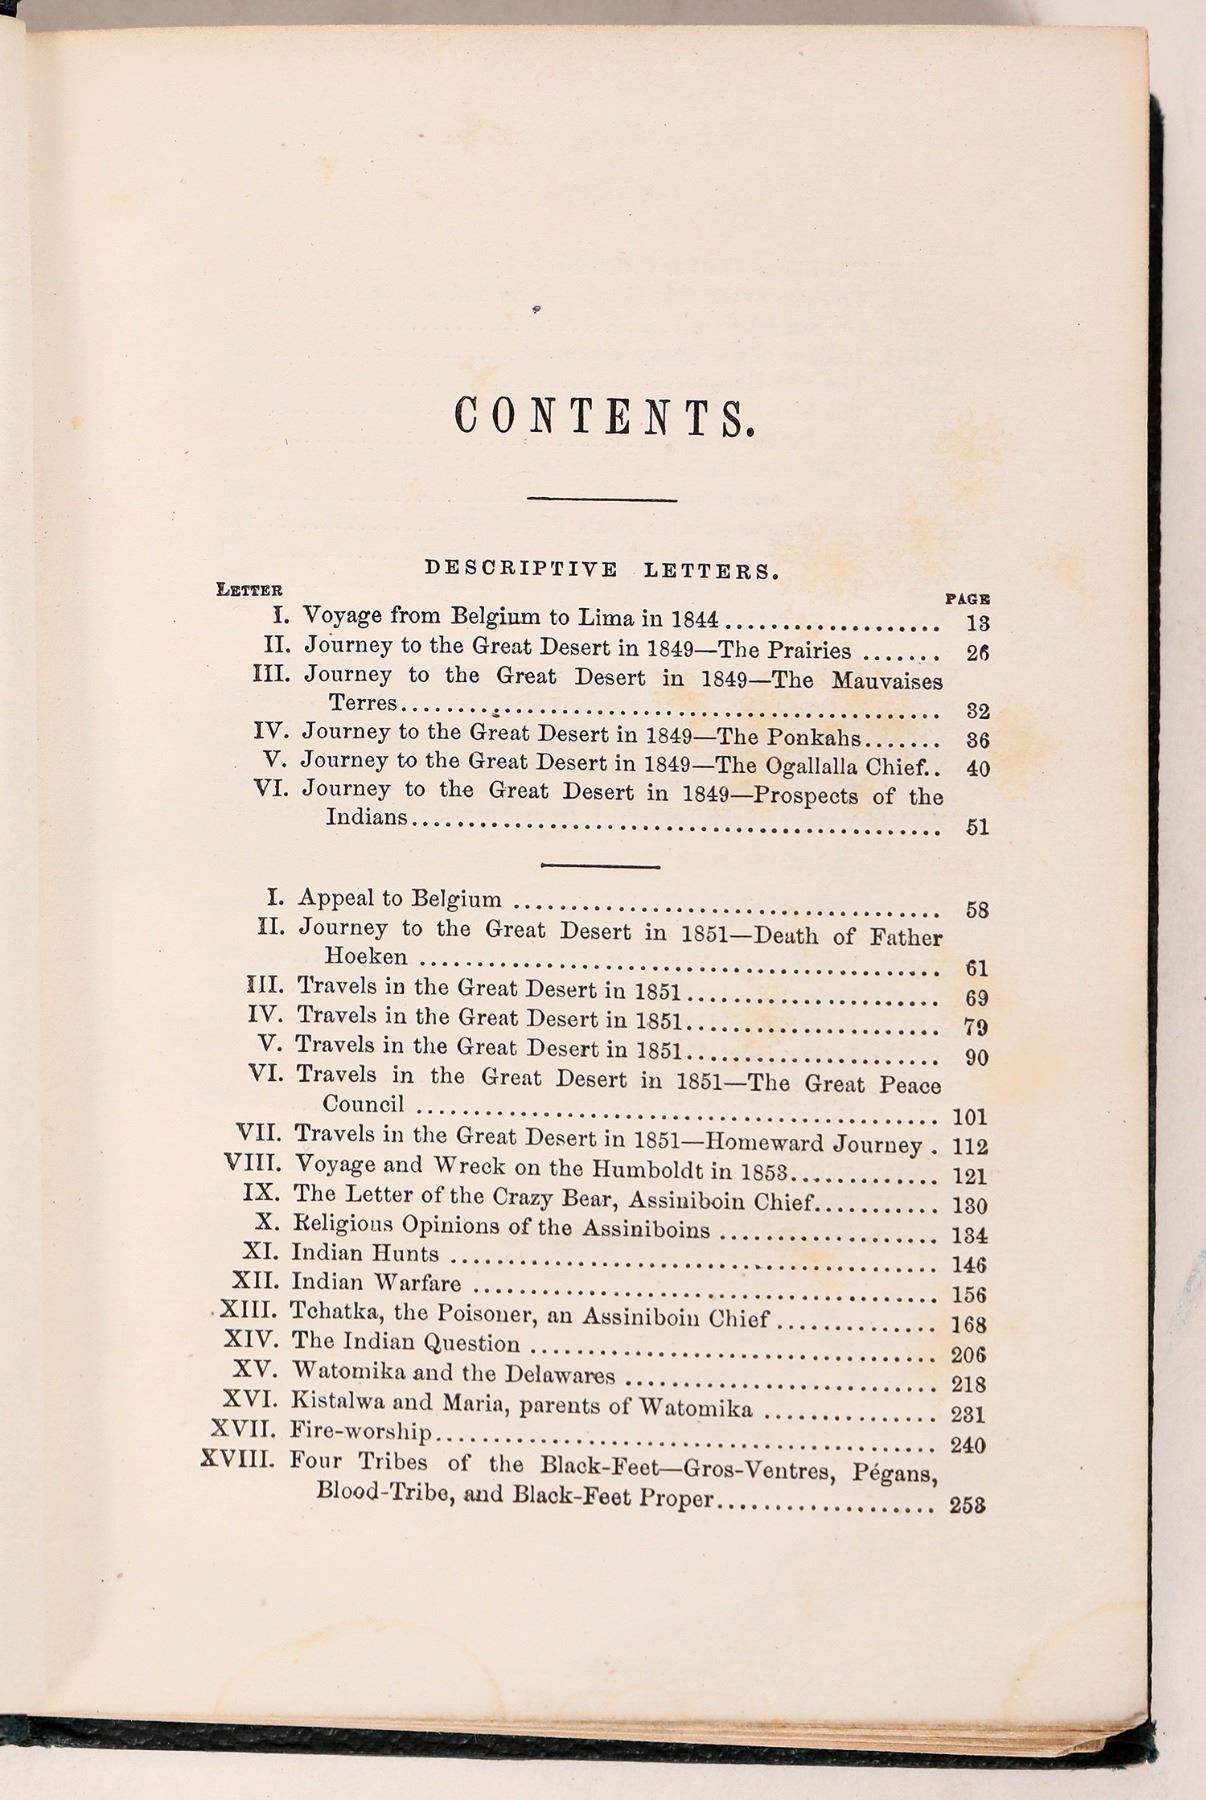 CONTENTS.
DESCRIPTIVE LETTERS.
LETTER PAGE
I. Voyage from Belgium to Lima in 1844 .................. 13
II. Journey to the Great Desert in 1849—The Prairies ....... 26
III. Journey to the Great Desert in 1849—The Mauvaises
Terres............................................... 32
IV. Journey to the Great Desert in 1849—The Ponkahs....... 36
V. Journey to the Great Desert in 1849—The Ogallalla Chief.. 40
VI. Journey to the Great Desert in 1849—Prospects of the
Indians.............................................. 51
I. Appeal to Belgium ..................................... 58
II. Journey to the Great Desert in 1851—Death of Father
Hoeken ............................................. 61
III. Travels in the Great Desert in 1851...................... 69
IV. Travels in the Great Desert in 1851...................... 79
V. Travels in the Great Desert in 1851...................... 90
VI. Travels in the Great Desert in 1851—The Great Peace
Council ............................................. 101
VII. Travels in the Great Desert in 1851—Homeward Journey . 112
VIII. Voyage and Wreck on the Humboldt in 1853............. 121
IX. The Letter of the Crazy Bear, Assiniboin Chief........... 130
X. Religious Opinions of the Assiniboins ................... 134
XI. Indian Hunts .......................................... 146
XII. Indian Warfare ........................................ 156
XIII. Tchatka, the Poisoner, an Assiniboin Chief .............. 168
XIV. The Indian Question ................................... 206
XV. Watomika and the Delawares ........................... 218
XVI. Kistalwa and Maria, parents of Watomika ............... 231
XVII. Fire-worship........................................... 240
XVIII. Four Tribes of the Black-Feet—Gros-Ventres, Pégans,
Blood-Tribe, and Black-Feet Proper................... 253